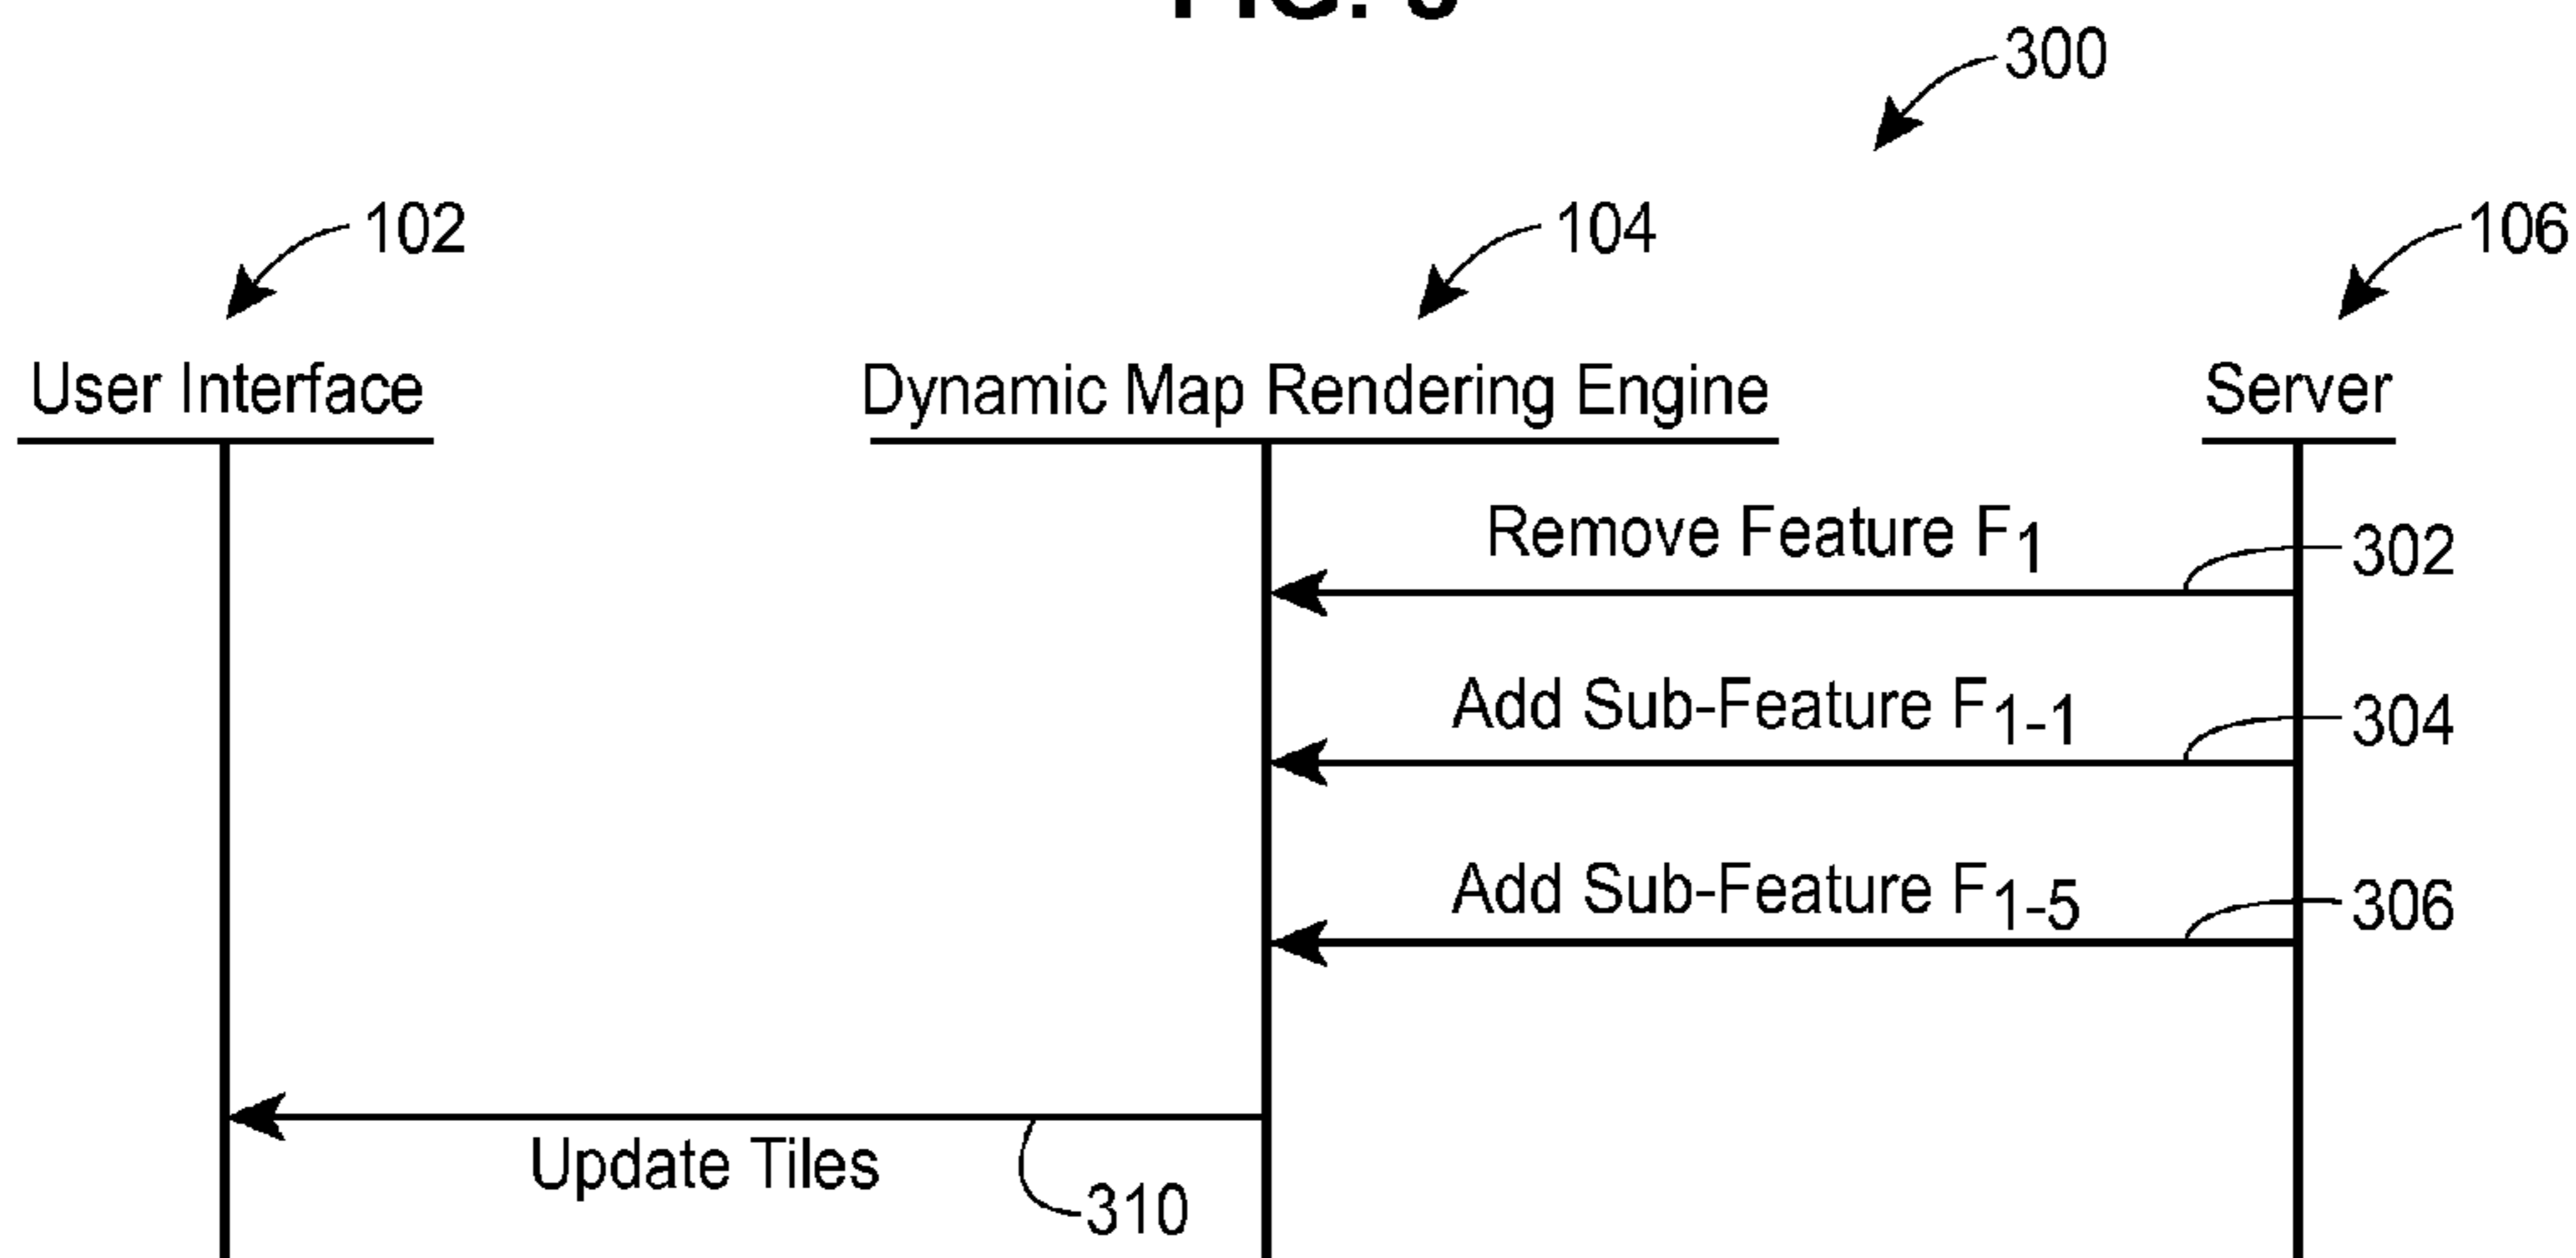 300
102
104
106
User Interface
Dynamic Map Rendering Engine
Server
Remove Feature F1
302
Add Sub-Feature F1-1
304
Add Sub-Feature F1-5
306
Update Tiles
310